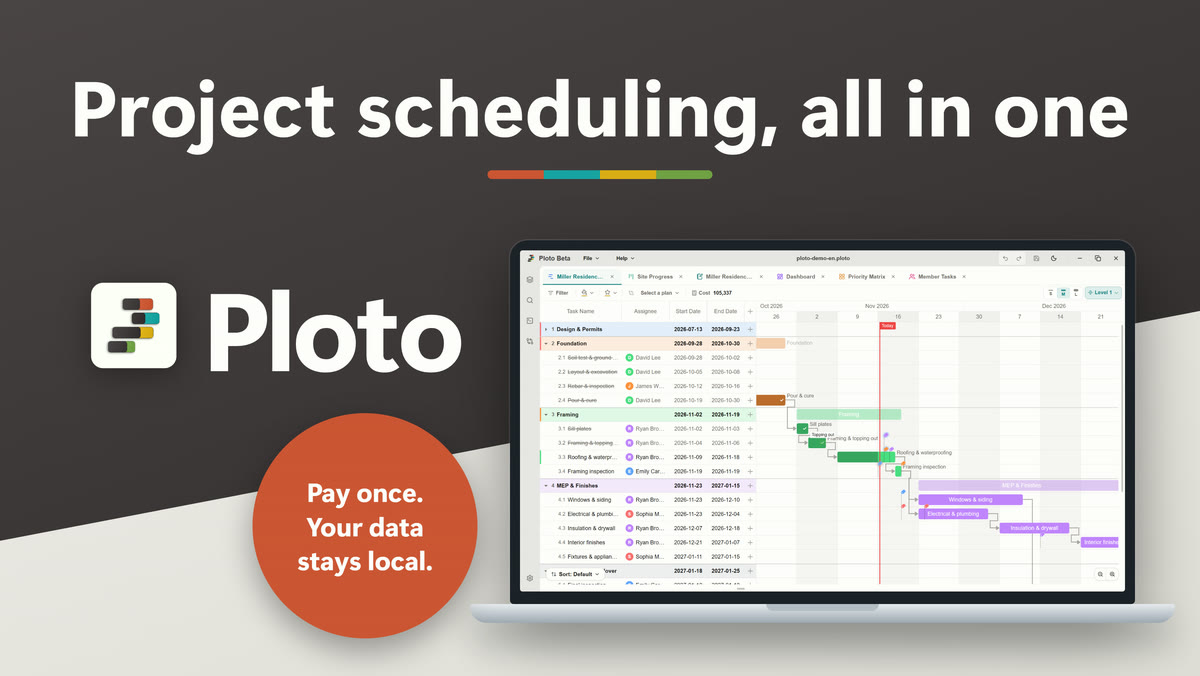 Project scheduling, all in one
Ploto
Pay once.
Your data
stays local.
Ploto Beta File Help ploto-demo-en.ploto
Miller Residenc... Site Progress Miller Residenc... Dashboard Priority Matrix Member Tasks
Filter Select a plan Cost 105,337 Level 1
Task Name Assignee Start Date End Date Oct 2026 Nov 2026 Dec 2026
26 2 9 16 23 30 7 14 21
Today
1 Design & Permits 2026-07-13 2026-09-23
2 Foundation 2026-09-28 2026-10-30 Foundation
2.1 Soil test & ground ... David Lee 2026-09-28 2026-10-02
2.2 Layout & excavation David Lee 2026-10-05 2026-10-08
2.3 Rebar & inspection James W... 2026-10-12 2026-10-16
2.4 Pour & cure David Lee 2026-10-19 2026-10-30 Pour & cure
3 Framing 2026-11-02 2026-11-19 Framing
3.1 Sill plates Ryan Bro... 2026-11-02 2026-11-03 Sill plates
Topping out
3.2 Framing & topping ... Ryan Bro... 2026-11-04 2026-11-06 Framing & topping out
3.3 Roofing & waterpr... Ryan Bro... 2026-11-09 2026-11-18 Roofing & waterproofing
3.4 Framing inspection Emily Car... 2026-11-19 2026-11-19 Framing inspection
4 MEP & Finishes 2026-11-23 2027-01-15 MEP & Finishes
4.1 Windows & siding Ryan Bro... 2026-11-23 2026-12-10 Windows & siding
4.2 Electrical & plumbi... Sophia M... 2026-11-23 2026-12-04 Electrical & plumbing
4.3 Insulation & drywall Ryan Bro... 2026-12-07 2026-12-18 Insulation & drywall
4.4 Interior finishes Ryan Bro... 2026-12-21 2027-01-07 Interior finishe
4.5 Fixtures & applian... Sophia M... 2027-01-11 2027-01-15
Sort: Default 2027-01-18 2027-01-25